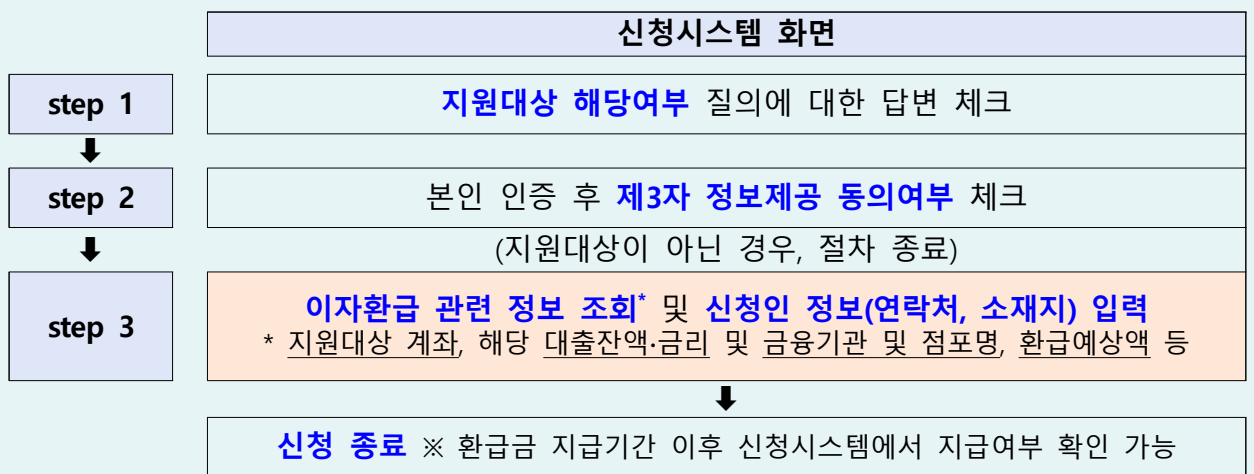 신청시스템 화면
step 1
지원대상 해당여부 질의에 대한 답변 체크
⬇
step 2
본인 인증 후 제3자 정보제공 동의여부 체크
⬇
(지원대상이 아닌 경우, 절차 종료)
step 3
이자환급 관련 정보 조회* 및 신청인 정보(연락처, 소재지) 입력
* 지원대상 계좌, 해당 대출잔액·금리 및 금융기관 및 점포명, 환급예상액 등
⬇
신청 종료 ※ 환급금 지급기간 이후 신청시스템에서 지급여부 확인 가능